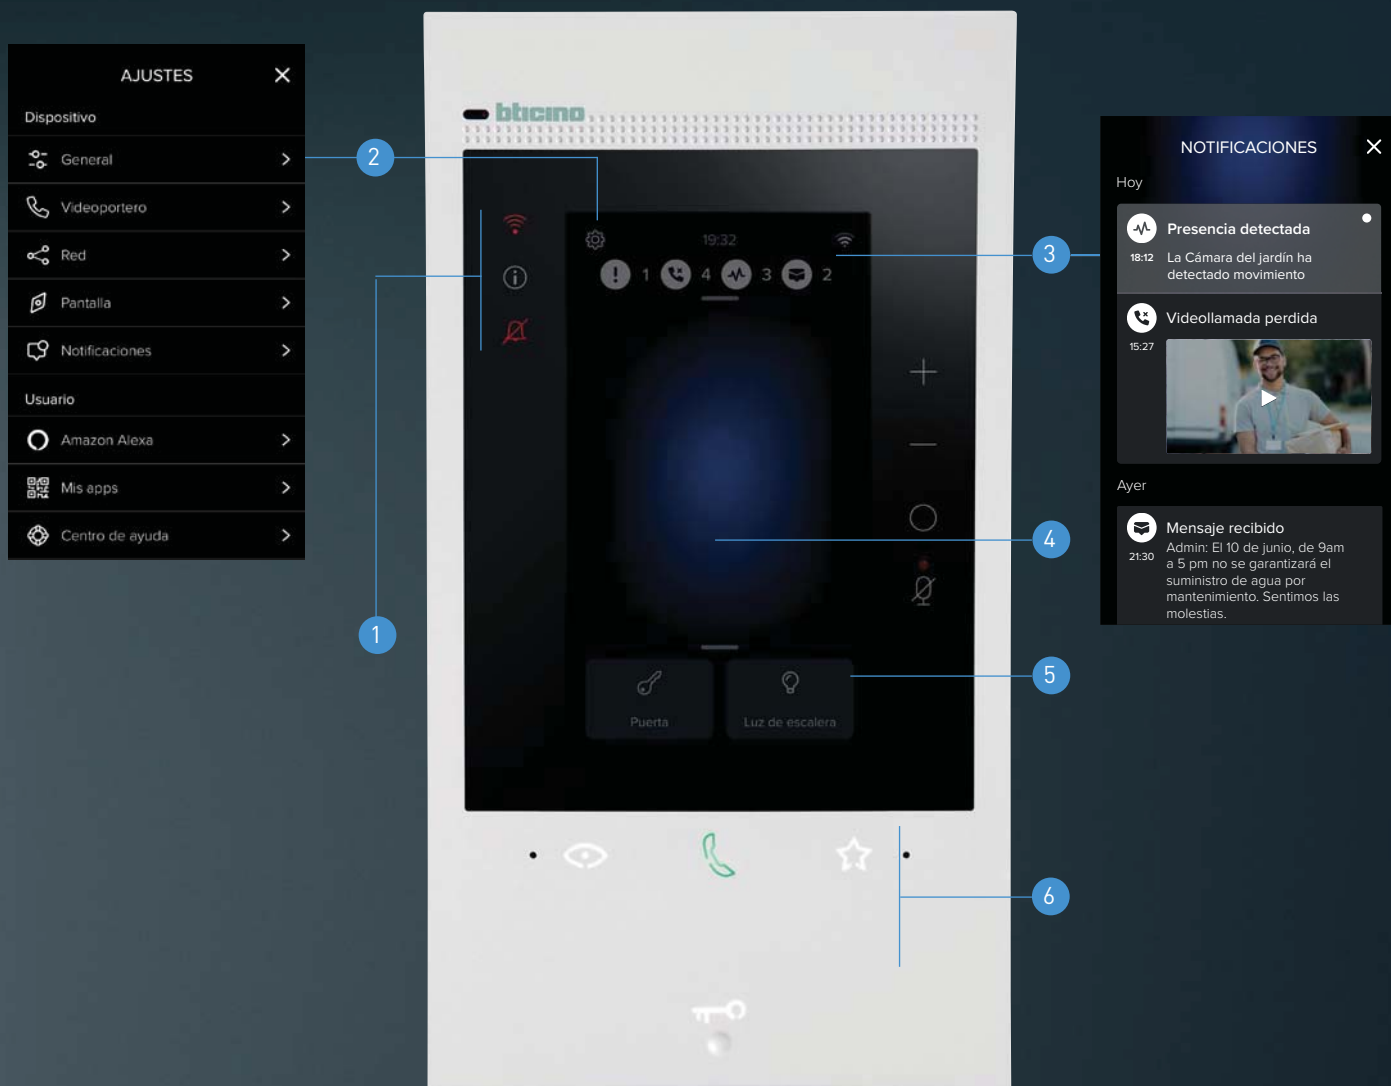 AJUSTES
Dispositivo
General
Videoportero
Red
Pantalla
Notificaciones
Usuario
Amazon Alexa
Mis apps
Centro de ayuda
2
1
bticino
19:32
1 4 3 2
Puerta
Luz de escalera
3
4
5
6
NOTIFICACIONES
Hoy
Presencia detectada
18:12
La Cámara del jardín ha
detectado movimiento
Videollamada perdida
15:27
Ayer
Mensaje recibido
21:30
Admin: El 10 de junio, de 9am
a 5 pm no se garantizará el
suministro de agua por
mantenimiento. Sentimos las
molestias.